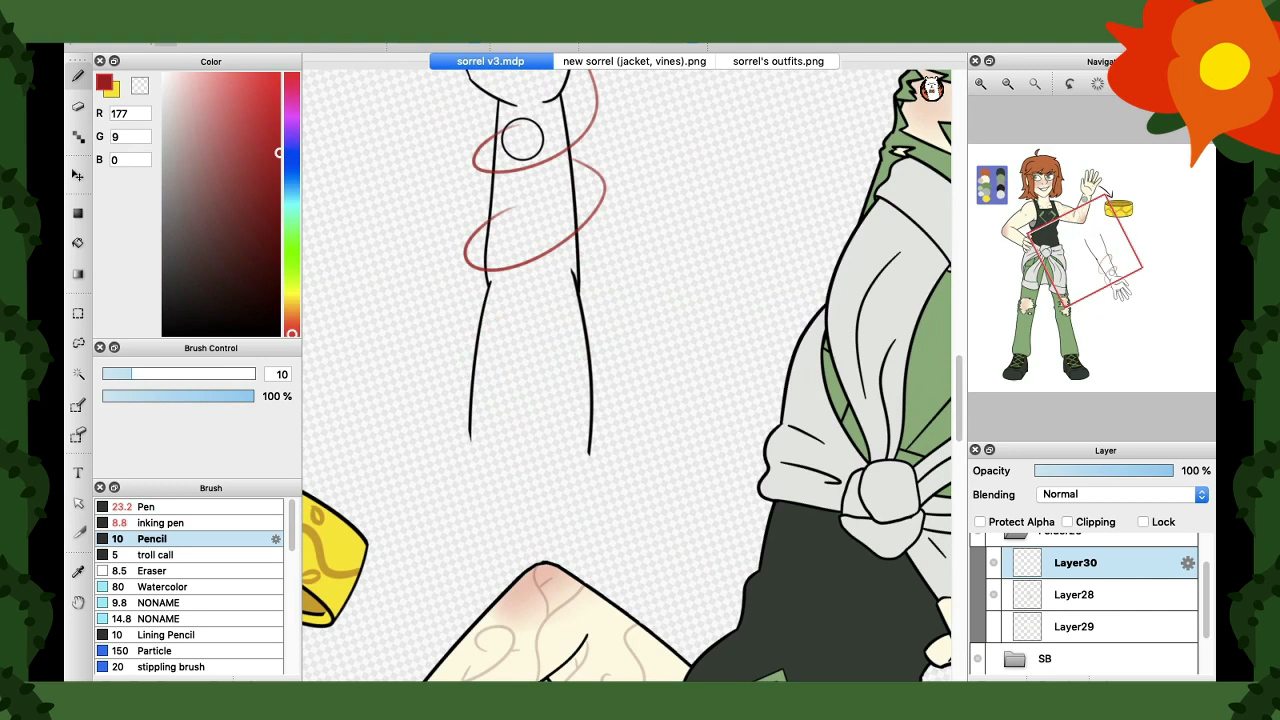 Color
sorrel v3.mdp
new sorrel (jacket, vines).png
sorrel's outfits.png
R 177
G 9
B 0
Brush Control
10
100 %
Brush
23.2 Pen
8.8 inking pen
10 Pencil
5 troll call
8.5 Eraser
80 Watercolor
9.8 NONAME
14.8 NONAME
10 Lining Pencil
150 Particle
20 stippling brush
T
Layer
Opacity 100 %
Blending Normal
Protect Alpha Clipping Lock
Layer30
Layer28
Layer29
SB